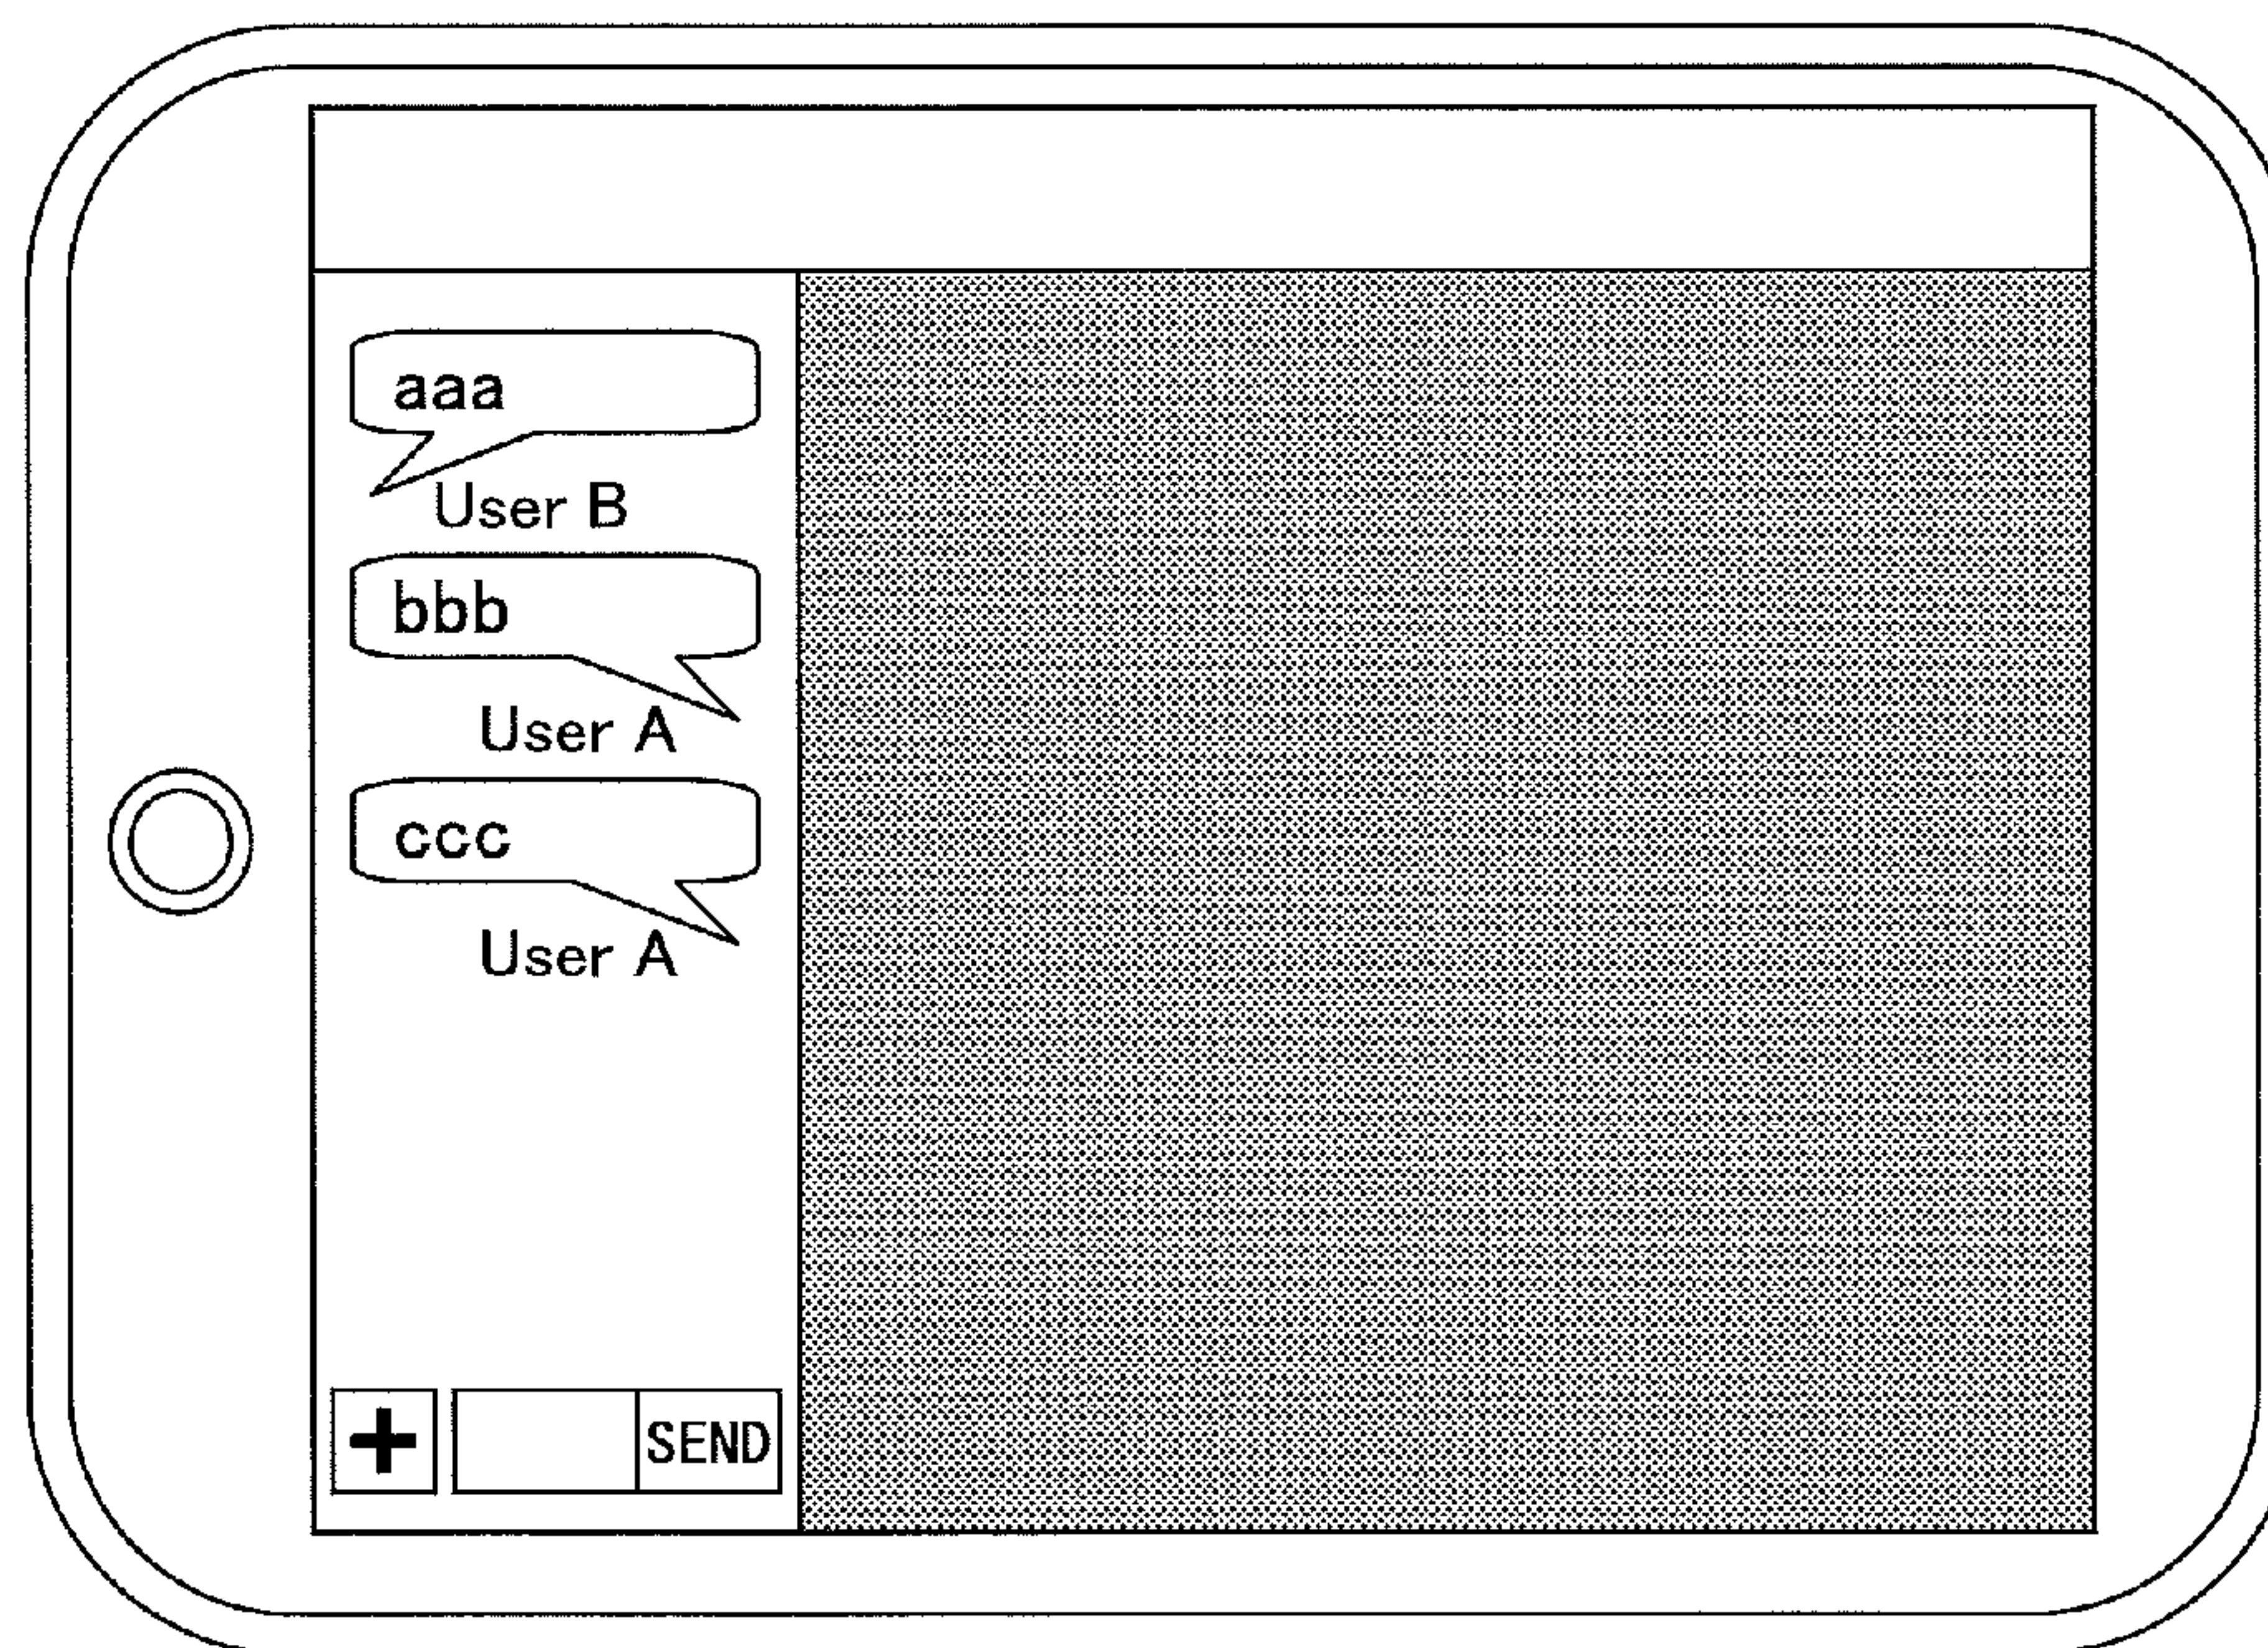 aaa
User B
bbb
User A
ccc
User A
+ SEND